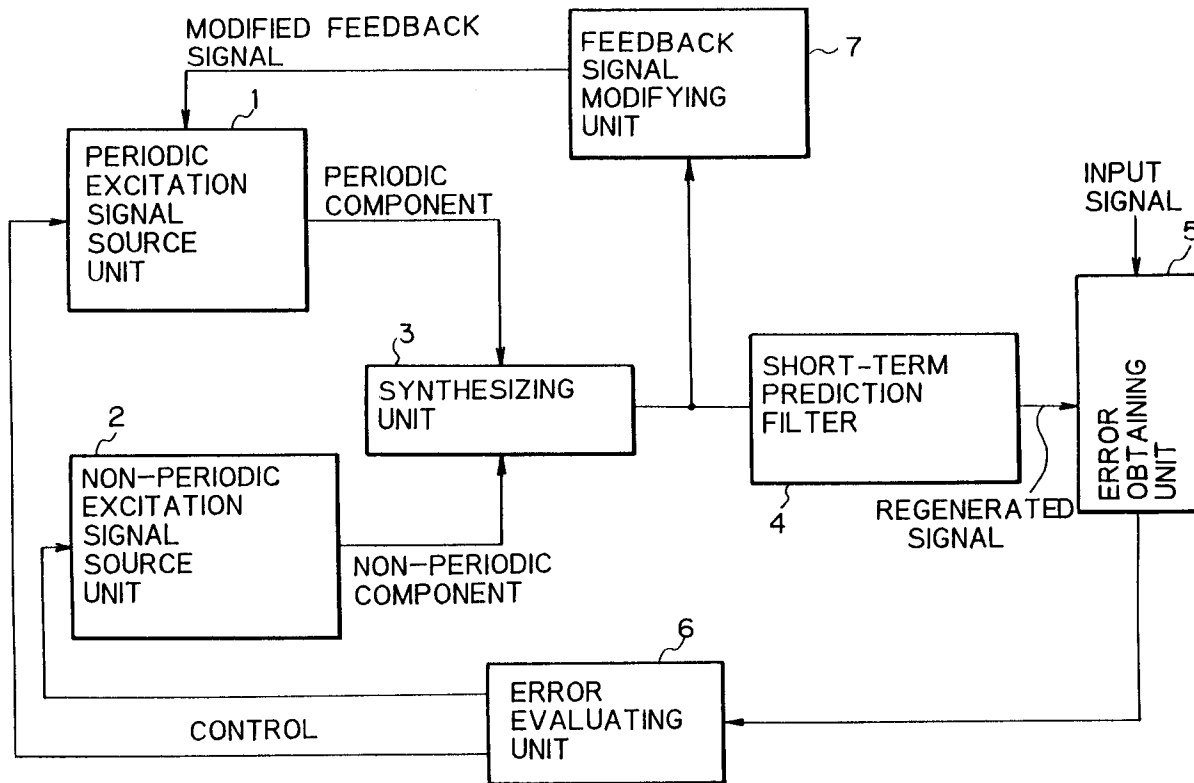 MODIFIED FEEDBACK
SIGNAL
FEEDBACK
SIGNAL
MODIFYING
UNIT
7
1
PERIODIC
EXCITATION
SIGNAL
SOURCE
UNIT
PERIODIC
COMPONENT
INPUT
SIGNAL
5
ERROR
OBTAINING
UNIT
3
SYNTHESIZING
UNIT
SHORT-TERM
PREDICTION
FILTER
4
REGENERATED
SIGNAL
2
NON-PERIODIC
EXCITATION
SIGNAL
SOURCE
UNIT
NON-PERIODIC
COMPONENT
6
ERROR
EVALUATING
UNIT
CONTROL